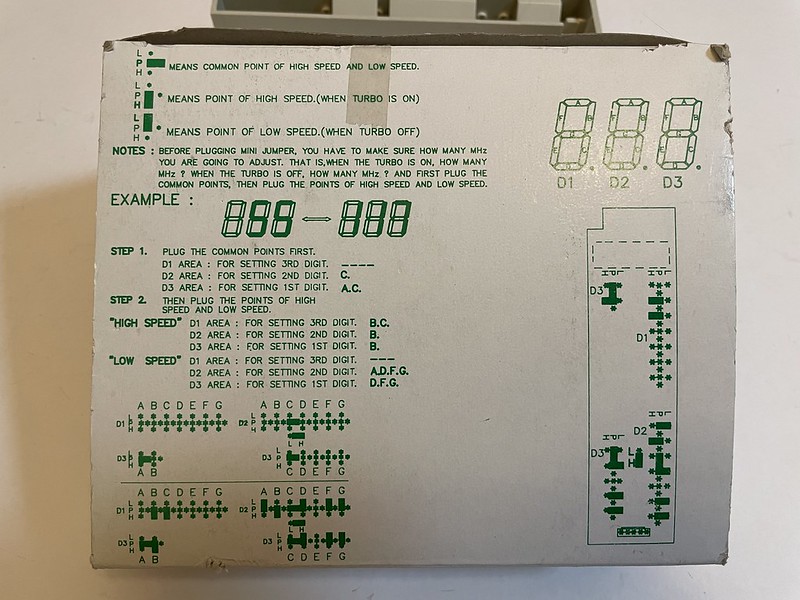 L
P
H
MEANS COMMON POINT OF HIGH SPEED AND LOW SPEED.
L
P
H
MEANS POINT OF HIGH SPEED.(WHEN TURBO IS ON)
L
P
H
MEANS POINT OF LOW SPEED.(WHEN TURBO OFF)
NOTES : BEFORE PLUGGING MINI JUMPER, YOU HAVE TO MAKE SURE HOW MANY MHz
YOU ARE GOING TO ADJUST. THAT IS,WHEN THE TURBO IS ON, HOW MANY
MHz ? WHEN THE TURBO IS OFF, HOW MANY MHz ? AND FIRST PLUG THE
COMMON POINTS, THEN PLUG THE POINTS OF HIGH SPEED AND LOW SPEED.
D1 D2 D3
EXAMPLE :
STEP 1. PLUG THE COMMON POINTS FIRST.
D1 AREA : FOR SETTING 3RD DIGIT. ----
D2 AREA : FOR SETTING 2ND DIGIT. C.
D3 AREA : FOR SETTING 1ST DIGIT. A.C.
STEP 2. THEN PLUG THE POINTS OF HIGH
SPEED AND LOW SPEED.
"HIGH SPEED" D1 AREA : FOR SETTING 3RD DIGIT. B.C.
D2 AREA : FOR SETTING 2ND DIGIT. B.
D3 AREA : FOR SETTING 1ST DIGIT. B.
"LOW SPEED" D1 AREA : FOR SETTING 3RD DIGIT. ---
D2 AREA : FOR SETTING 2ND DIGIT. A.D.F.G.
D3 AREA : FOR SETTING 1ST DIGIT. D.F.G.
A B C D E F G
D1 L P H
A B C D E F G
D2 L P H
L H
D3 L P H
A B
D3 L P H
C D E F G
A B C D E F G
D1 L P H
A B C D E F G
D2 L P H
L H
D3 L P H
A B
D3 L P H
C D E F G
LPH
LPH
D3
D1
LPH
D2
LPH
D3
L
H